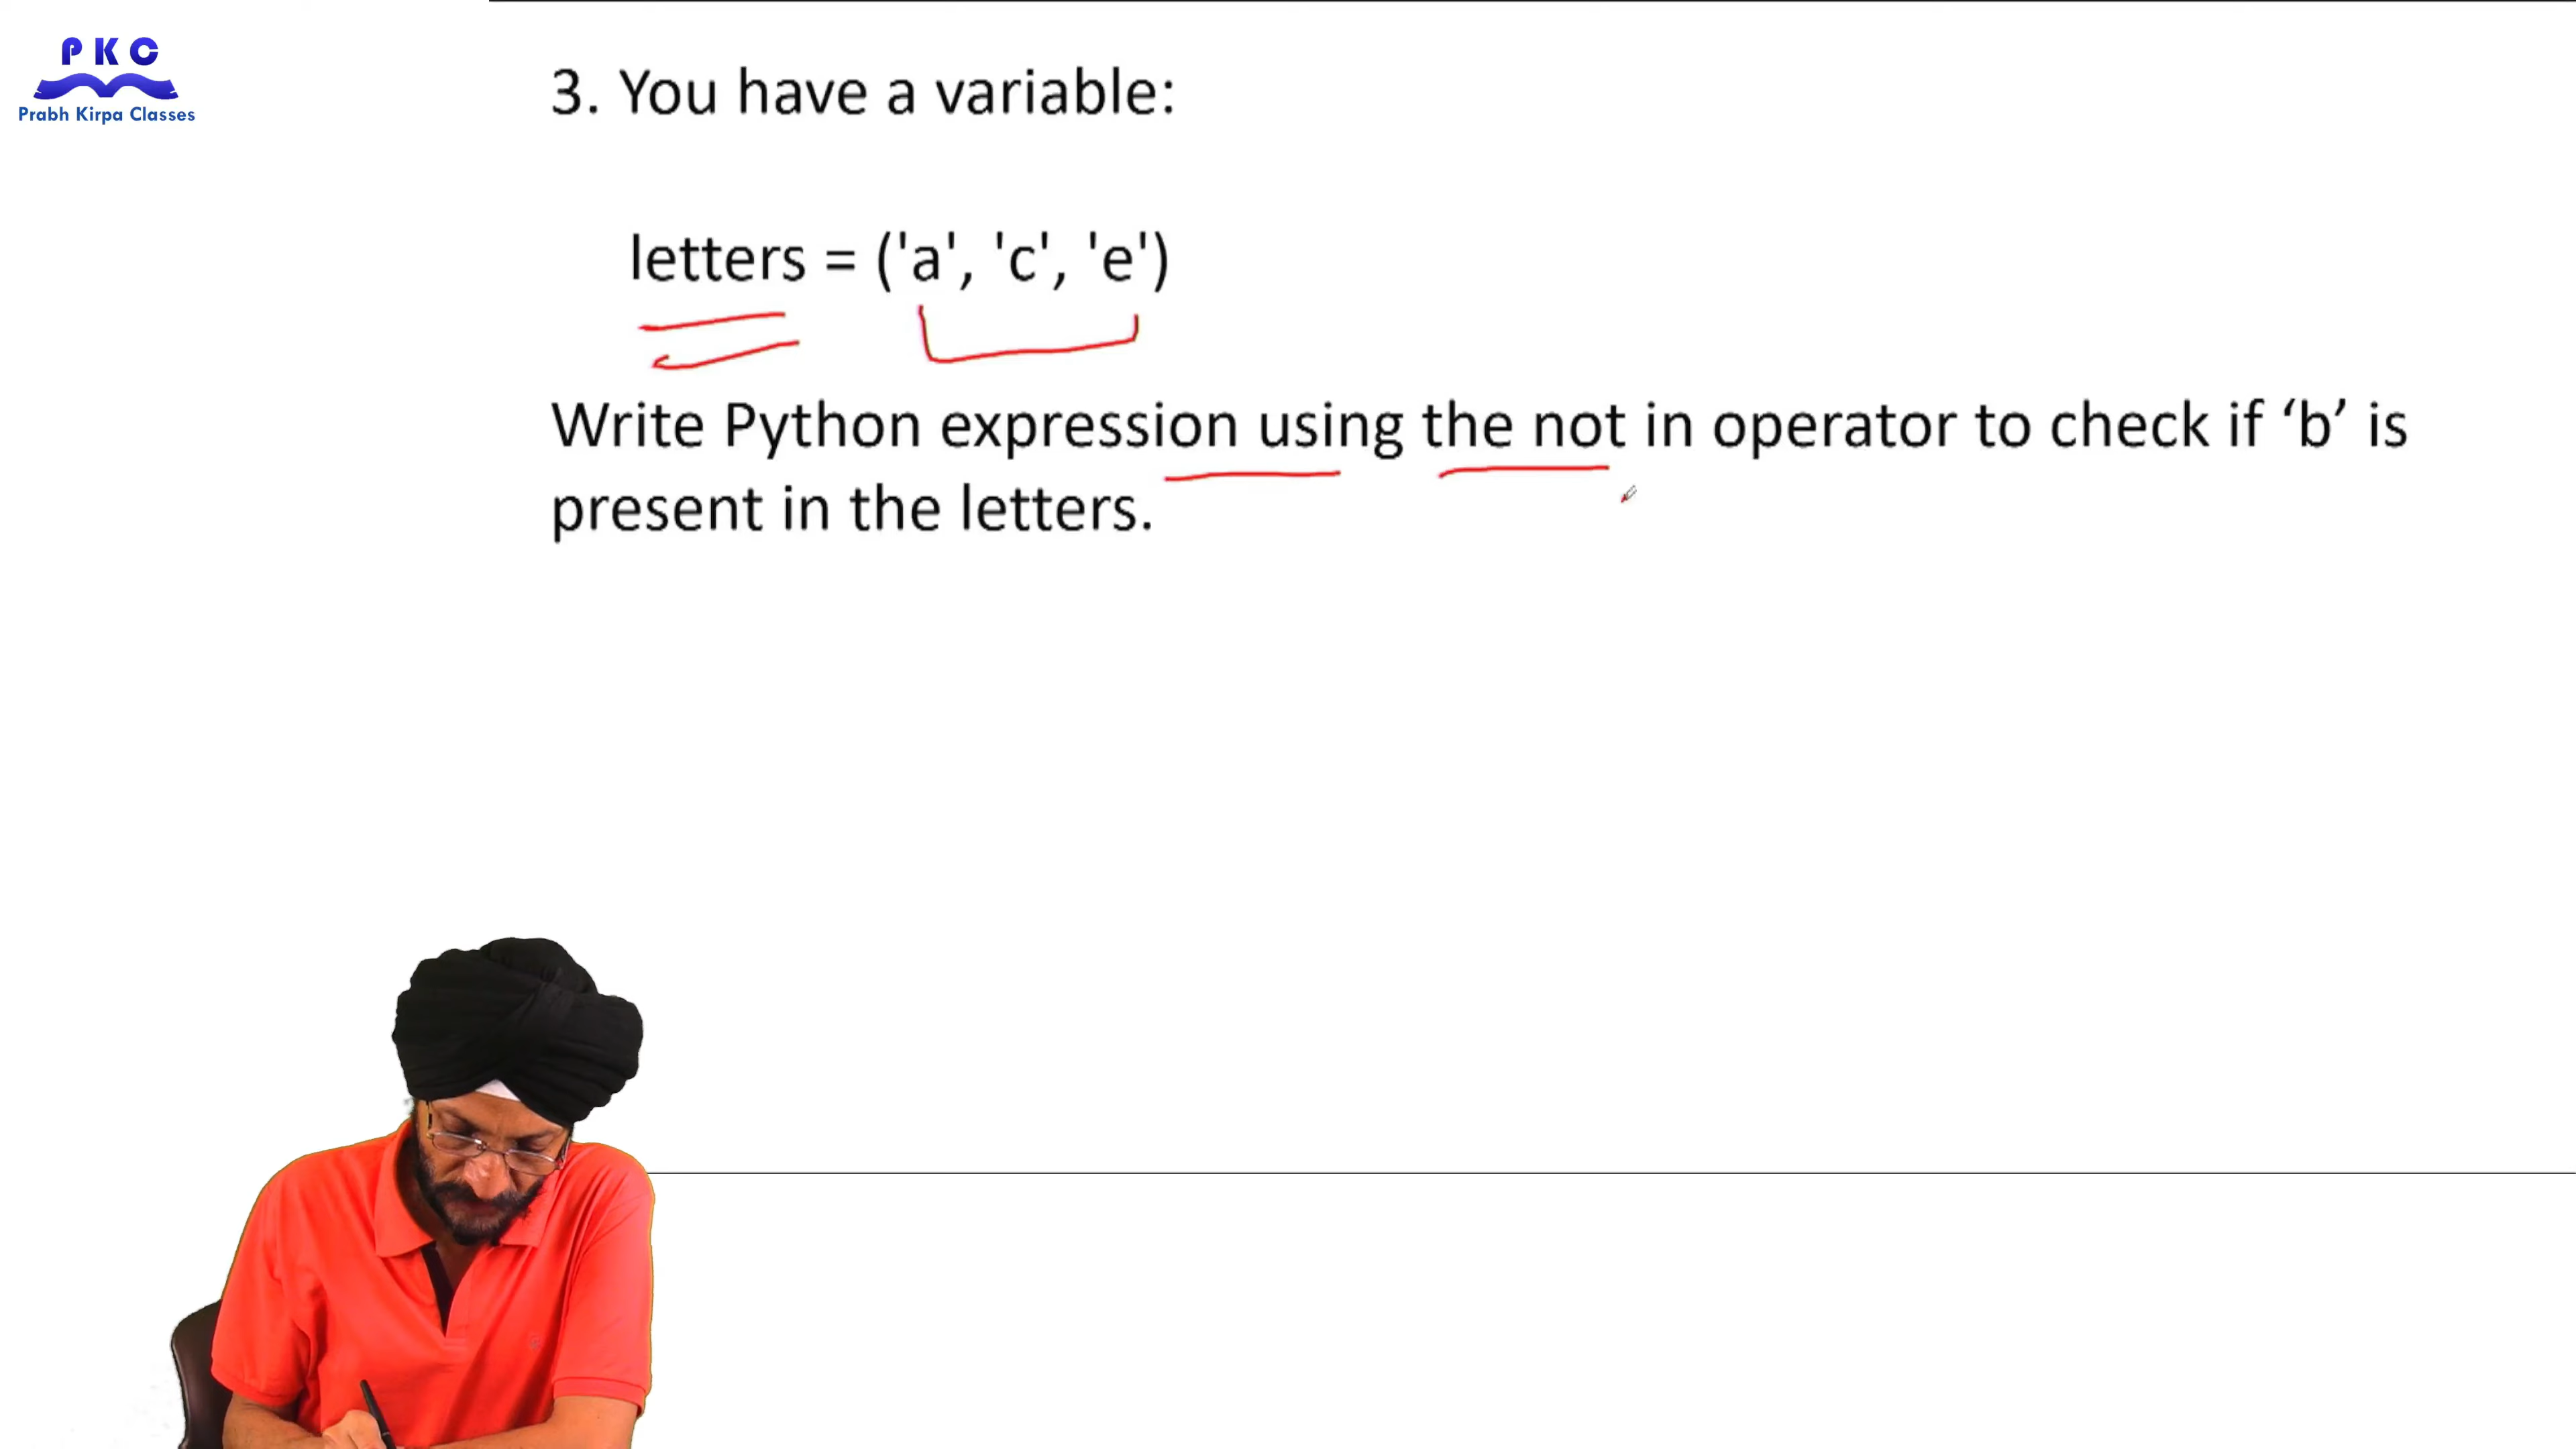 P K C
Prabh Kirpa Classes
3. You have a variable:
letters = ('a', 'c', 'e')
Write Python expression using the not in operator to check if ‘b’ is
present in the letters.